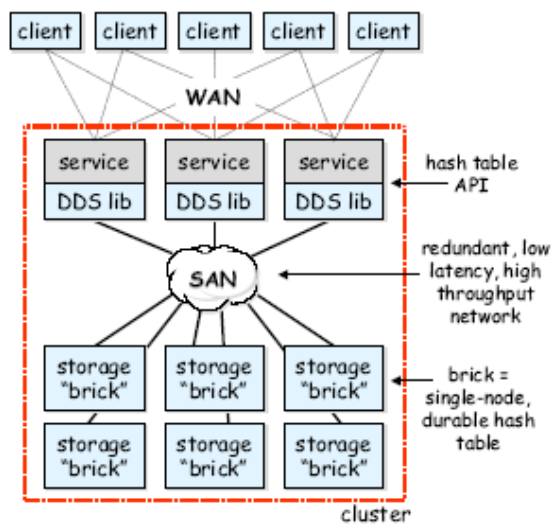 client client client client client
WAN
service service service
DDS lib DDS lib DDS lib
hash table
API
SAN
redundant, low
latency, high
throughput
network
storage storage storage
"brick" "brick" "brick"
storage storage storage
"brick" "brick" "brick"
brick =
single-node,
durable hash
table
cluster